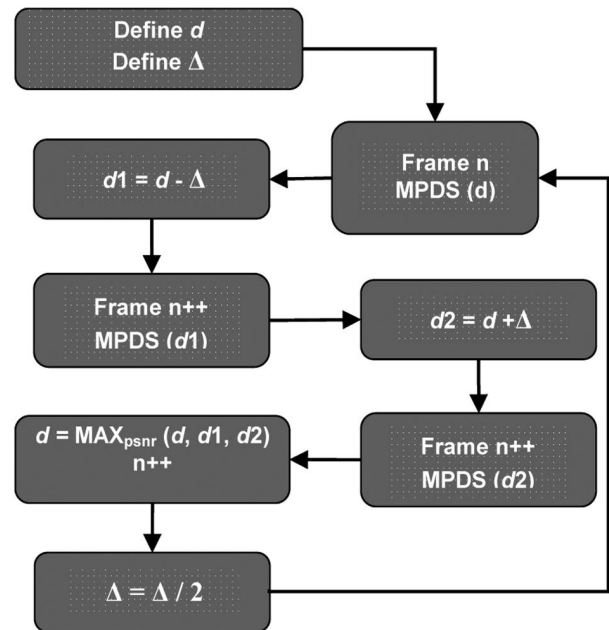 Define d
Define Δ
Frame n
MPDS (d)
d1 = d - Δ
Frame n++
MPDS (d1)
d2 = d +Δ
Frame n++
MPDS (d2)
d = MAXpsnr (d, d1, d2)
n++
Δ = Δ / 2